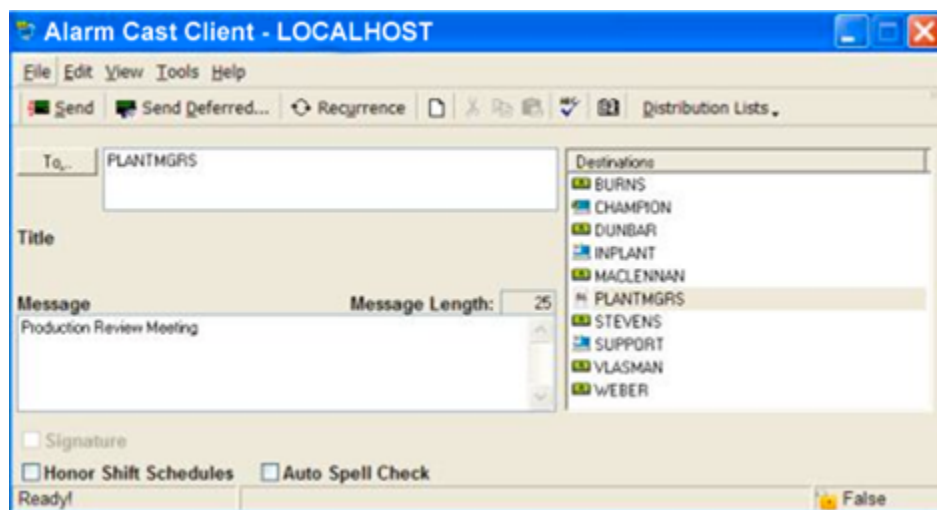 Alarm Cast Client - LOCALHOST
File Edit View Tools Help
Send Send Deferred... Recurrence Distribution Lists
To... PLANTMGRS
Title
Message Message Length: 25
Production Review Meeting
Destinations
BURNS
CHAMPION
DUNBAR
INPLANT
MACLENNAN
PLANTMGRS
STEVENS
SUPPORT
VLASMAN
WEBER
Signature
Honor Shift Schedules Auto Spell Check
Ready! False